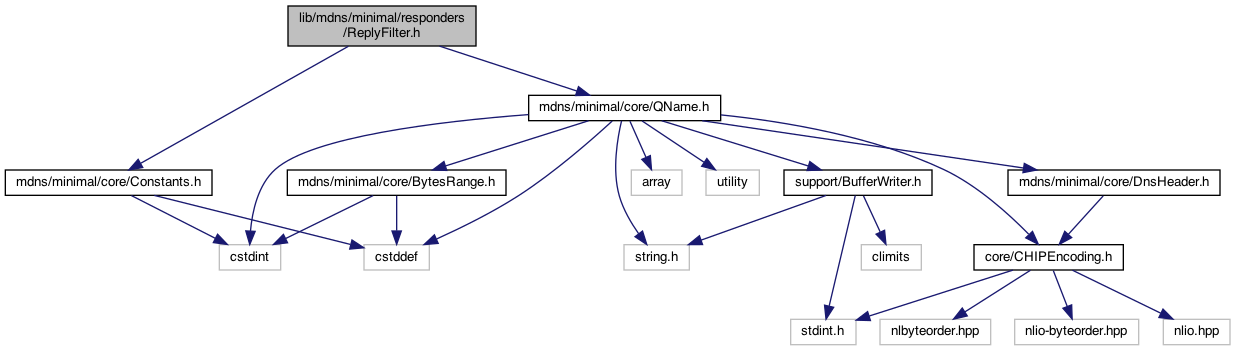 lib/mdns/minimal/responders
/ReplyFilter.h
mdns/minimal/core/QName.h
mdns/minimal/core/Constants.h
mdns/minimal/core/BytesRange.h
array
utility
support/BufferWriter.h
mdns/minimal/core/DnsHeader.h
cstdint
cstddef
string.h
climits
core/CHIPEncoding.h
stdint.h
nlbyteorder.hpp
nlio-byteorder.hpp
nlio.hpp